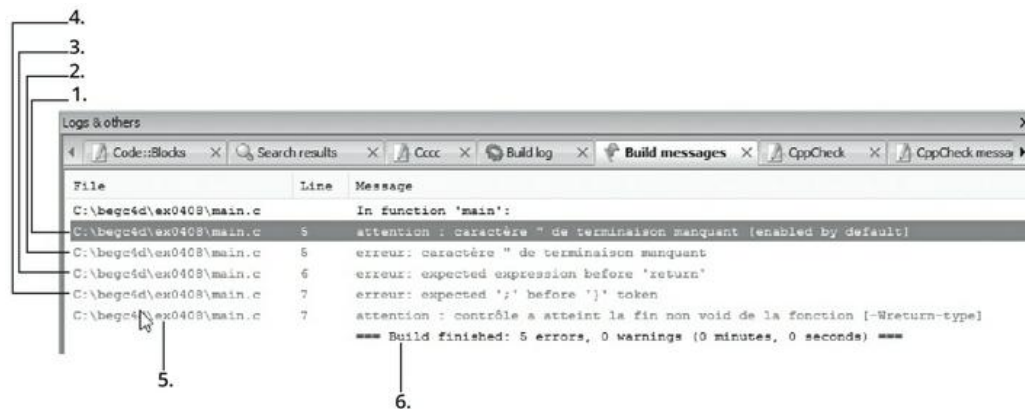 4.
3.
2.
1.
Logs & others
Code::Blocks Search results Cccc Build log Build messages CppCheck CppCheck messa
File Line Message
C:\begc4d\ex0408\main.c In function 'main':
C:\begc4d\ex0408\main.c 5 attention : caractère " de terminaison manquant [enabled by default]
C:\begc4d\ex0408\main.c 5 erreur: caractère " de terminaison manquant
C:\begc4d\ex0408\main.c 6 erreur: expected expression before 'return'
C:\begc4d\ex0408\main.c 7 erreur: expected ';' before '}' token
C:\begc4d\ex0408\main.c 7 attention : contrôle a atteint la fin non void de la fonction [-Wreturn-type]
=== Build finished: 5 errors, 0 warnings (0 minutes, 0 seconds) ===
5.
6.